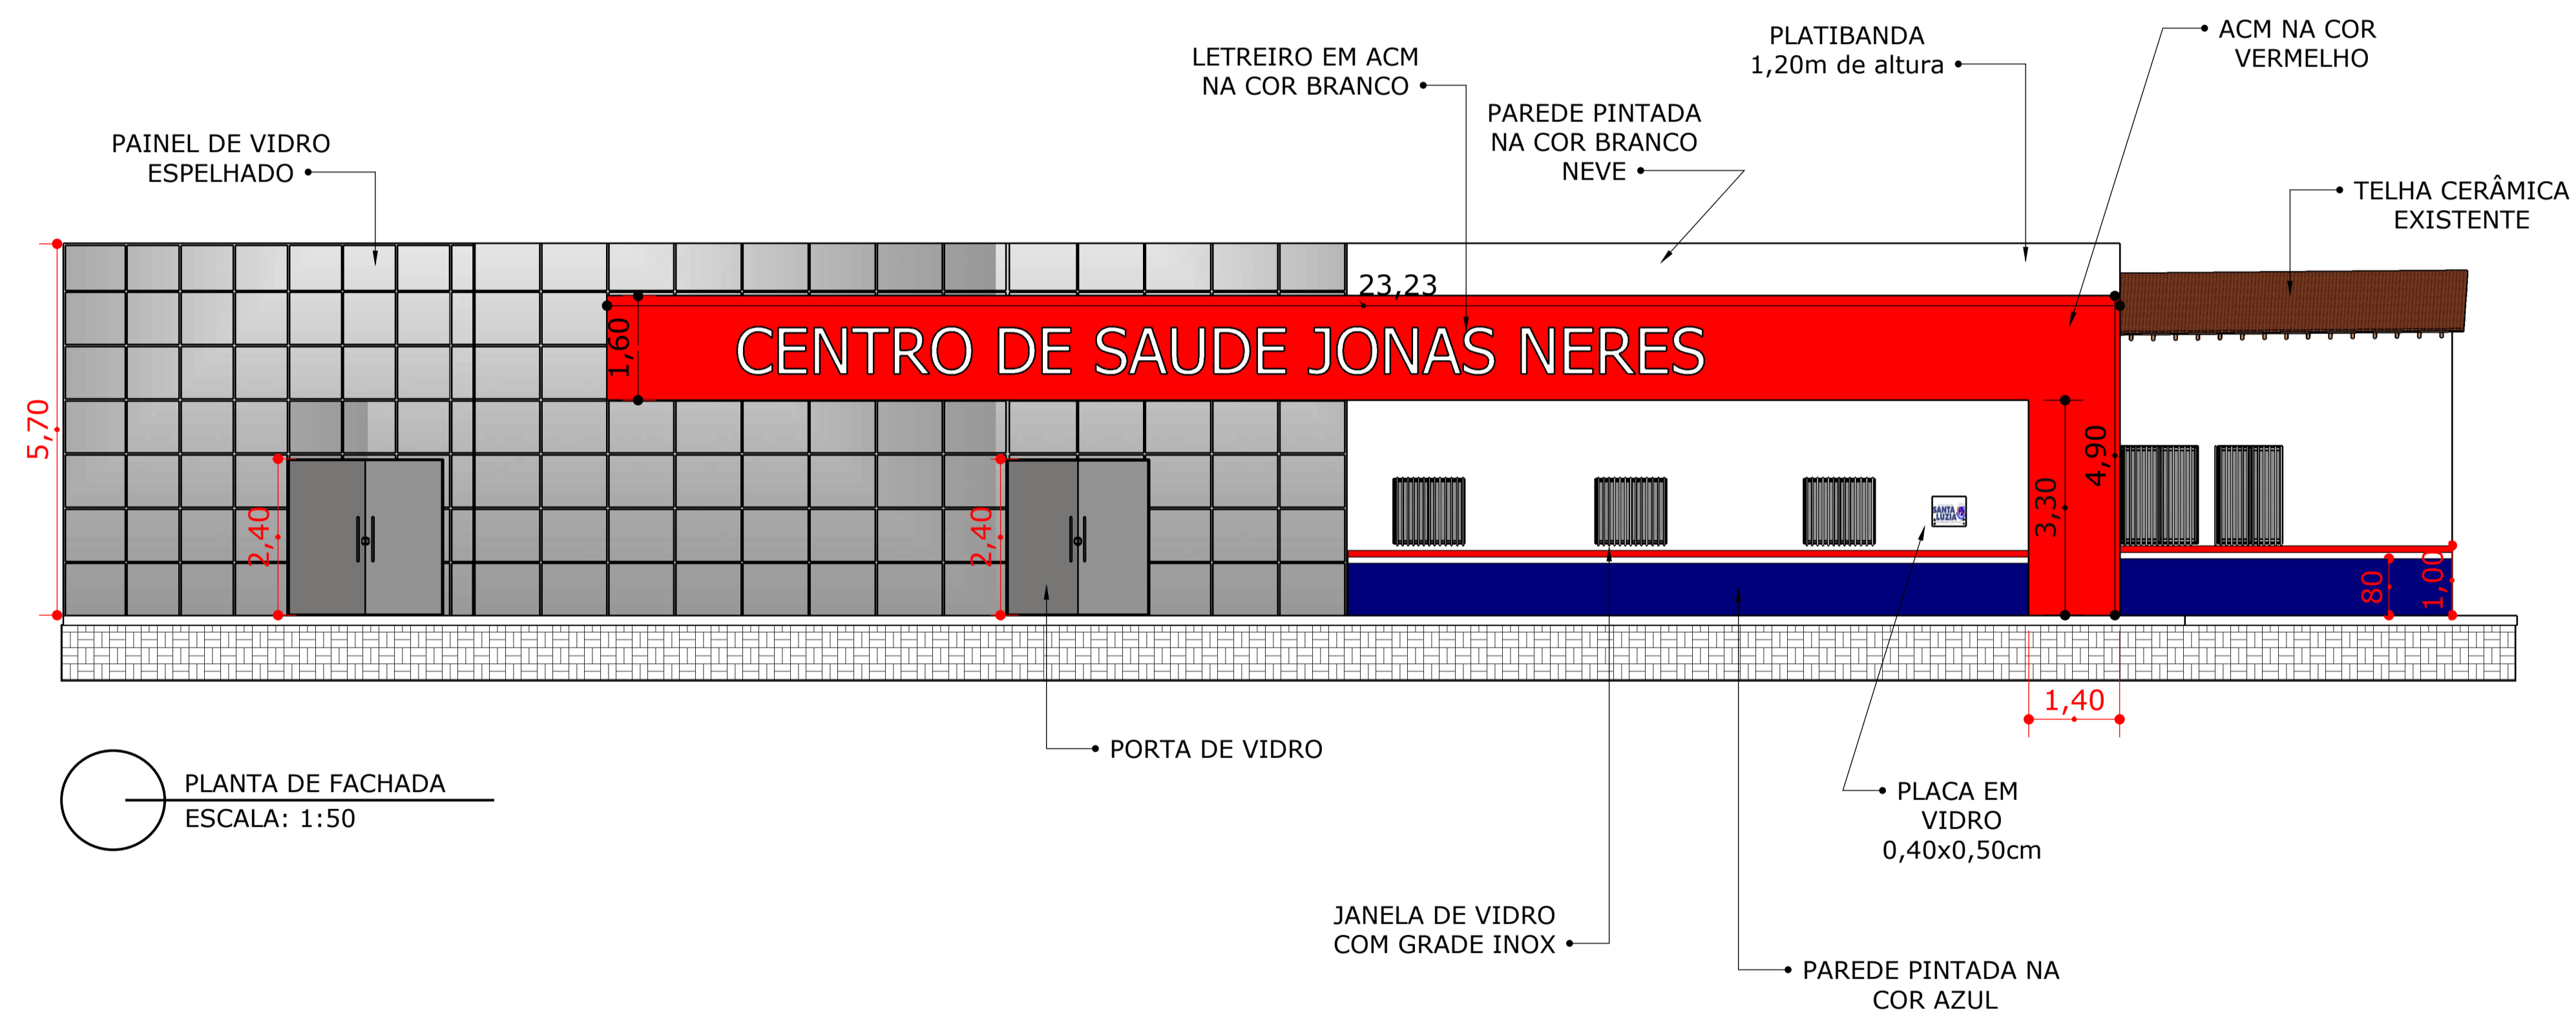 ACM NA COR
VERMELHO
PLATIBANDA
1,20m de altura
LETREIRO EM ACM
NA COR BRANCO
PAREDE PINTADA
NA COR BRANCO
NEVE
PAINEL DE VIDRO
ESPELHADO
TELHA CERÂMICA
EXISTENTE
23,23
1,60
CENTRO DE SAUDE JONAS NERES
5,70
2,40
2,40
4,90
3,30
SANTA
LUZIA
80
1,00
1,40
PORTA DE VIDRO
PLANTA DE FACHADA
ESCALA: 1:50
PLACA EM
VIDRO
0,40x0,50cm
JANELA DE VIDRO
COM GRADE INOX
PAREDE PINTADA NA
COR AZUL